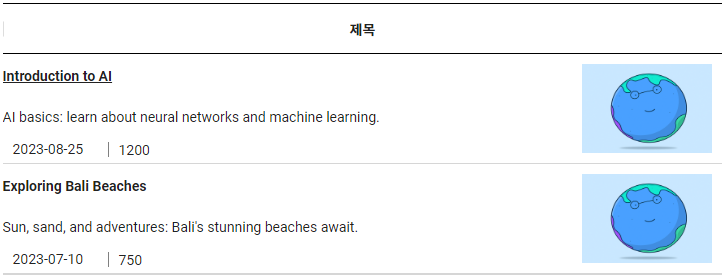 제목
Introduction to AI
AI basics: learn about neural networks and machine learning.
2023-08-25 | 1200
Exploring Bali Beaches
Sun, sand, and adventures: Bali's stunning beaches await.
2023-07-10 | 750